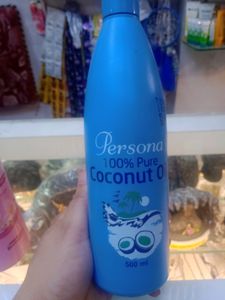 Persona
100% Pure
Coconut O
500 ml